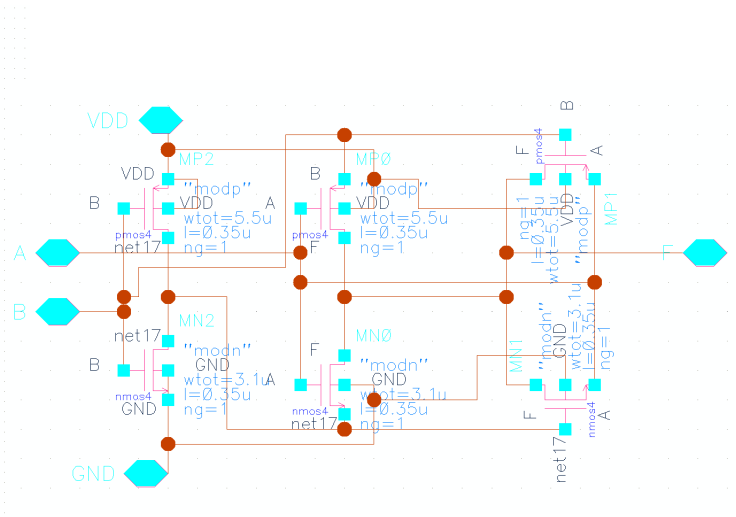 B
VDD
F
pmos4
A
MP2
MP0
VDD
B
"modp"
"modp"
B
VDD
A
VDD
VDD
MP1
wtot=5.5u
wtot=5.5u
ng=1
l=0.35u
wtot=5.5u
"modp"
pmos4
l=0.35u
pmos4
l=0.35u
net17
ng=1
F
ng=1
A
F
B
MN2
net17
"modn"
F
MN0
"modn"
MN1
"modn"
GND
wtot=3.1u
l=0.35u
ng=1
B
GND
A
GND
wtot=3.1u
wtot=3.1u
nmos4
l=0.35u
l=0.35u
GND
ng=1
nmos4
net17
ng=1
F
nmos4
A
net17
GND